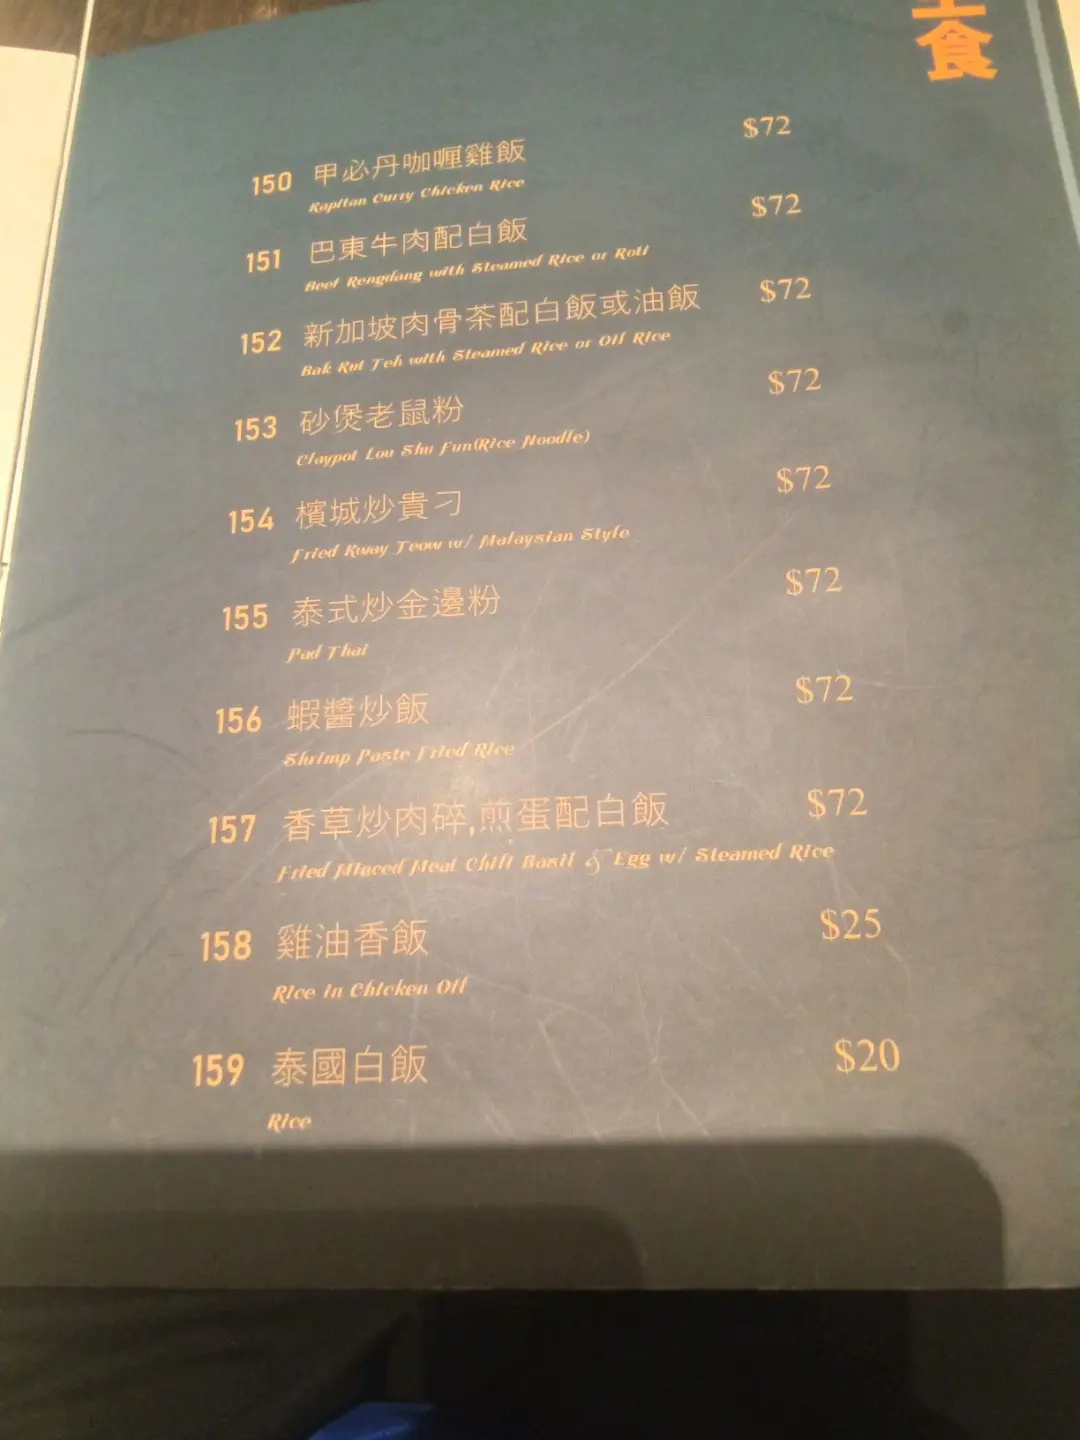 主食
150 甲必丹咖喱雞飯 $72
Kapitan Curry Chicken Rice
151 巴東牛肉配白飯 $72
Beef Rengdang with Steamed Rice or Roti
152 新加坡肉骨茶配白飯或油飯 $72
Bak Kut Teh with Steamed Rice or Oil Rice
153 砂煲老鼠粉 $72
Claypot Lou Shu Fun(Rice Noodle)
154 檳城炒貴刁 $72
Fried Kway Teow w/ Malaysian Style
155 泰式炒金邊粉 $72
Pad Thai
156 蝦醬炒飯 $72
Shrimp Paste Fried Rice
157 香草炒肉碎,煎蛋配白飯 $72
Fried Minced Meat Chili Basil & Egg w/ Steamed Rice
158 雞油香飯 $25
Rice in Chicken Oil
159 泰國白飯 $20
Rice